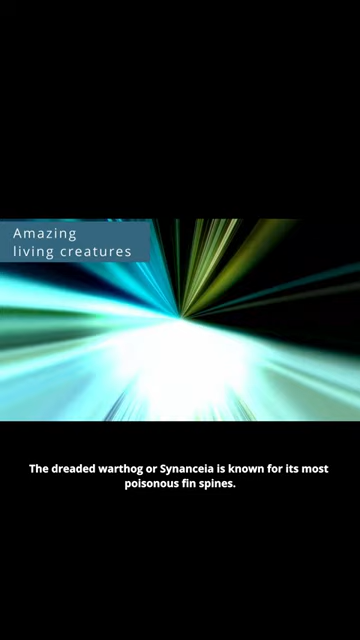 Amazing
living creatures
The dreaded warthog or Synanceia is known for its most
poisonous fin spines.